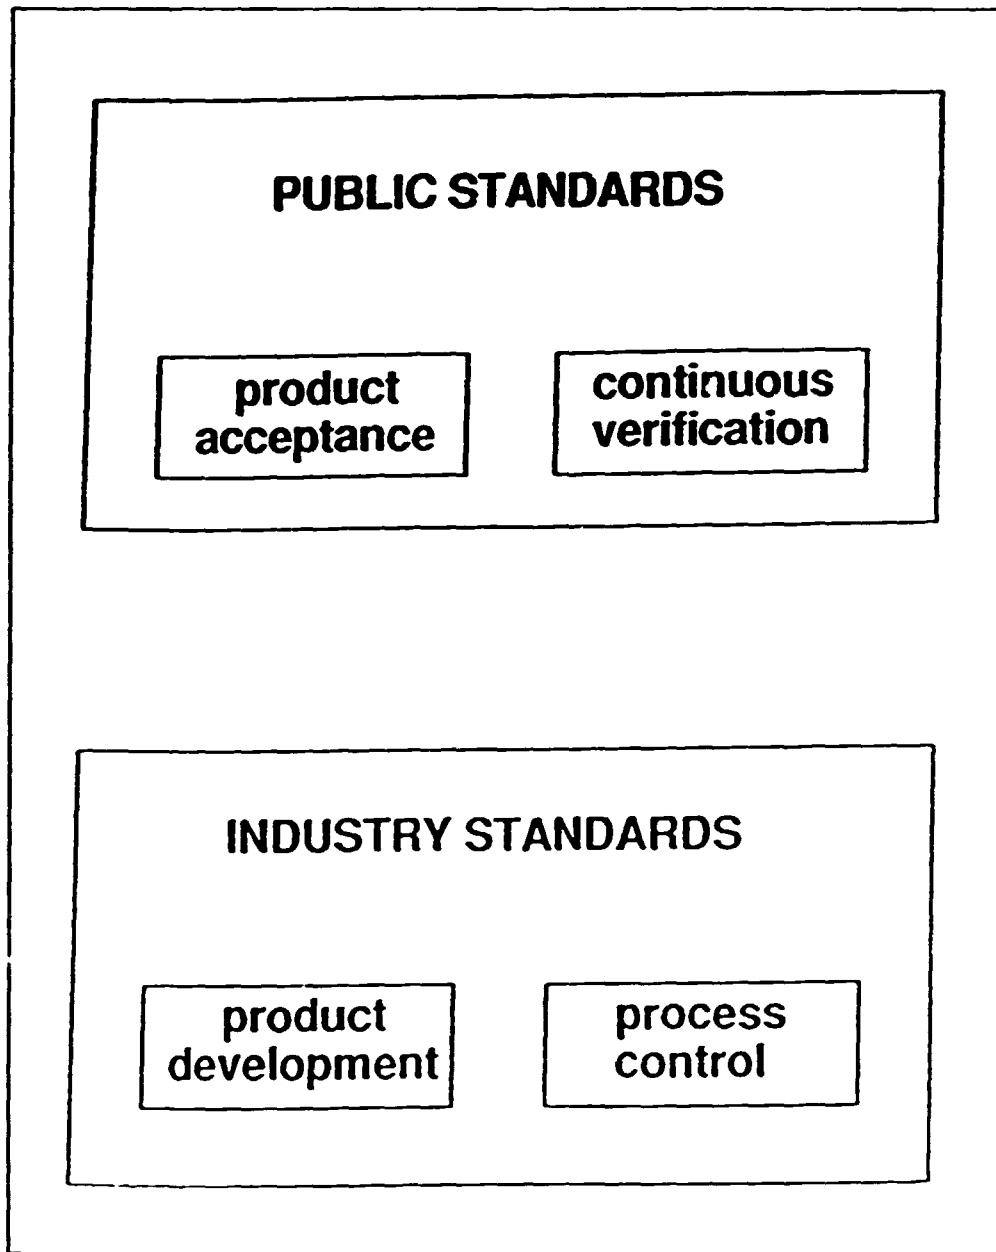 PUBLIC STANDARDS
product
acceptance
continuous
verification
INDUSTRY STANDARDS
product
development
process
control